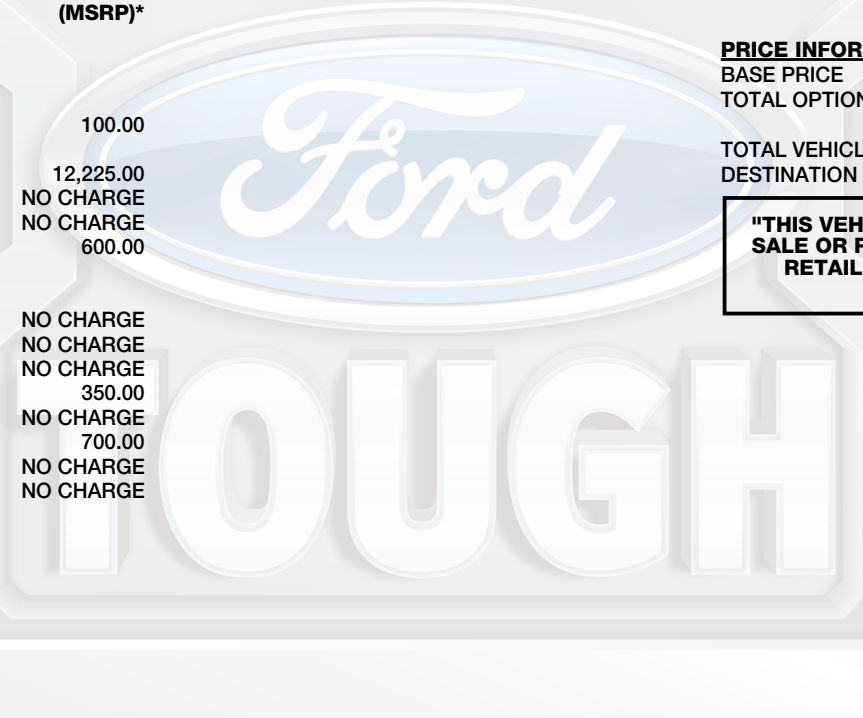 (MSRP)*
100.00
12,225.00
NO CHARGE
NO CHARGE
600.00
NO CHARGE
NO CHARGE
NO CHARGE
350.00
NO CHARGE
700.00
NO CHARGE
NO CHARGE
PRICE INFOR
BASE PRICE
TOTAL OPTION
TOTAL VEHICL
DESTINATION
"THIS VEH
SALE OR F
RETAIL
Ford
TOUGH